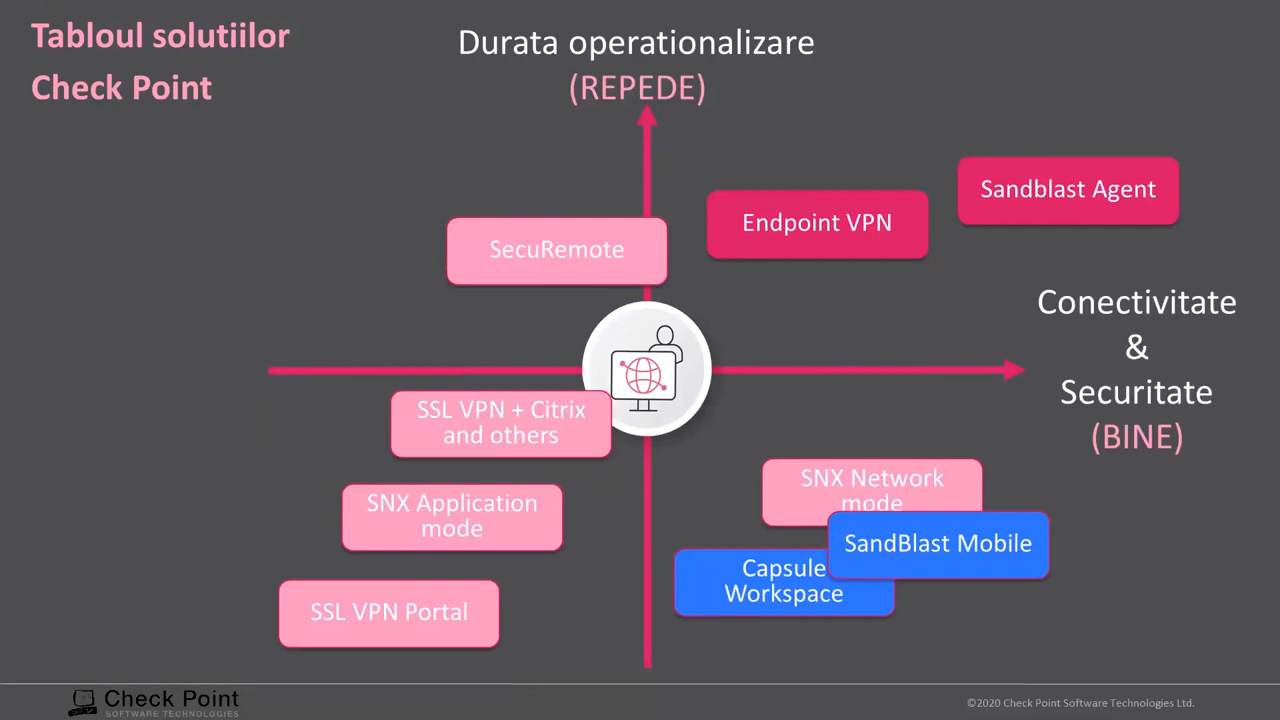 Tabloul solutiilor
Check Point
Durata operationalizare
(REPEDE)
Sandblast Agent
Endpoint VPN
SecuRemote
Conectivitate
&
Securitate
(BINE)
SSL VPN + Citrix
and others
SNX Network
mode
SNX Application
mode
SandBlast Mobile
Capsule
Workspace
SSL VPN Portal
Check Point
SOFTWARE TECHNOLOGIES
©2020 Check Point Software Technologies Ltd.